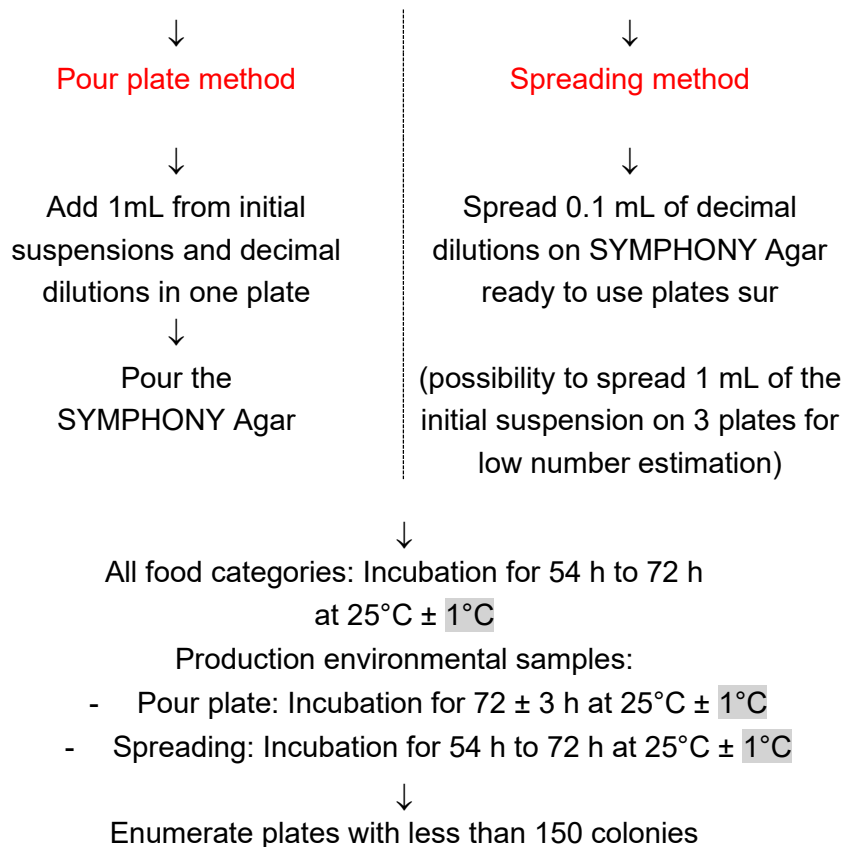 ↓
Pour plate method
↓
Add 1mL from initial
suspensions and decimal
dilutions in one plate
↓
Pour the
SYMPHONY Agar
↓
Spreading method
↓
Spread 0.1 mL of decimal
dilutions on SYMPHONY Agar
ready to use plates sur
(possibility to spread 1 mL of the
initial suspension on 3 plates for
low number estimation)
↓
All food categories: Incubation for 54 h to 72 h
at 25°C ± 1°C
Production environmental samples:
- Pour plate: Incubation for 72 ± 3 h at 25°C ± 1°C
- Spreading: Incubation for 54 h to 72 h at 25°C ± 1°C
↓
Enumerate plates with less than 150 colonies